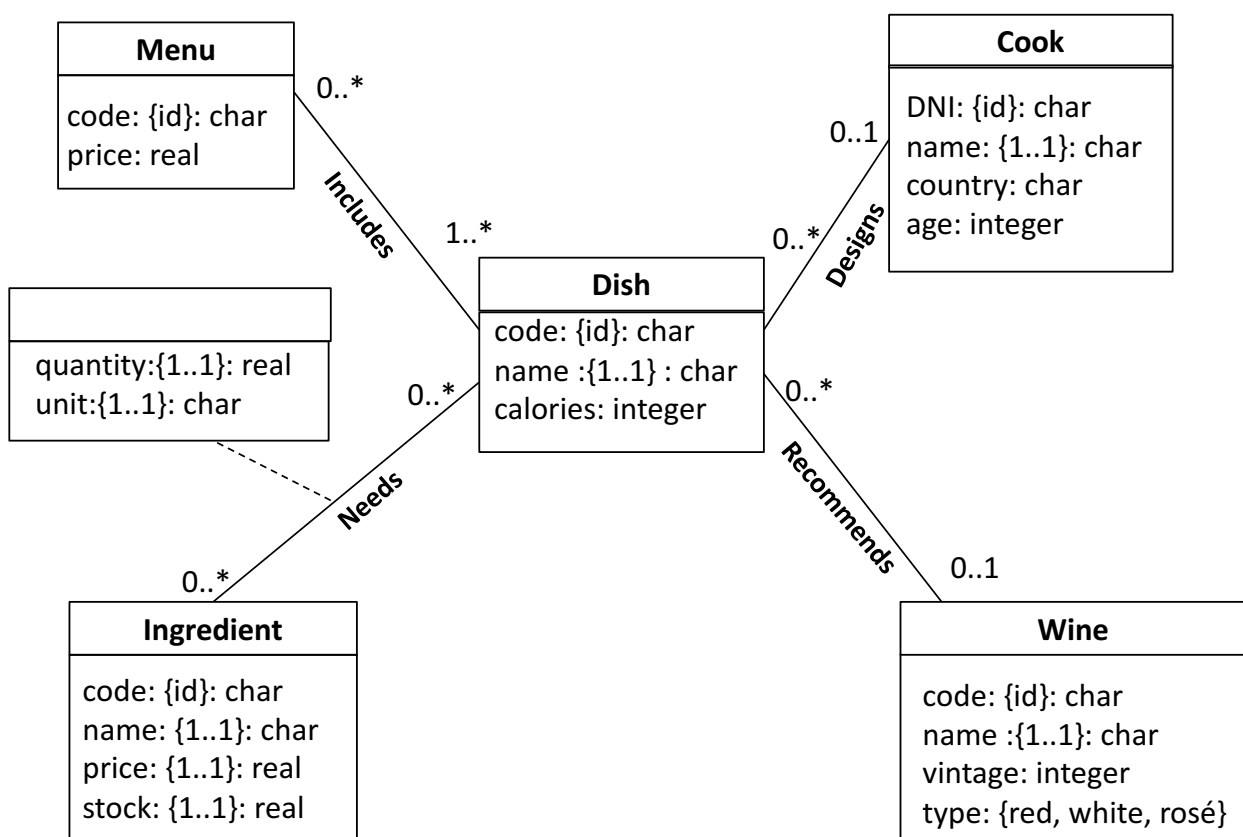 Menu
code: {id}: char
price: real
0..*
Includes
1..*
Cook
DNI: {id}: char
name: {1..1}: char
country: char
age: integer
0..1
Designs
0..*
Dish
code: {id}: char
name :{1..1} : char
calories: integer
quantity:{1..1}: real
unit:{1..1}: char
0..*
Needs
0..*
0..*
Recommends
0..1
Ingredient
code: {id}: char
name: {1..1}: char
price: {1..1}: real
stock: {1..1}: real
Wine
code: {id}: char
name :{1..1}: char
vintage: integer
type: {red, white, rosé}